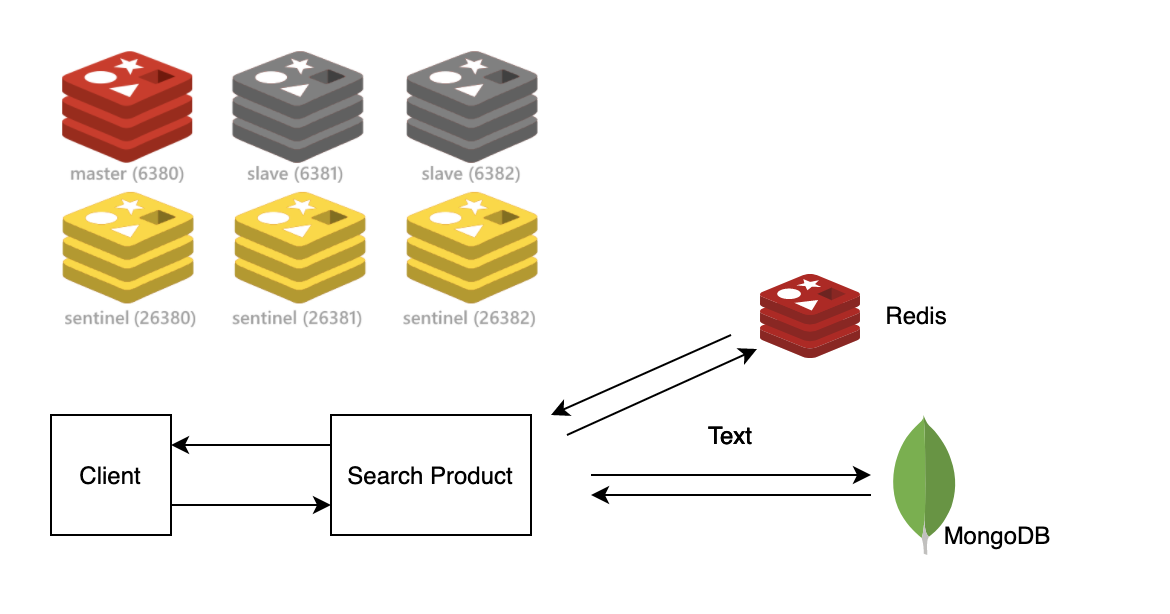 master (6380)
slave (6381)
slave (6382)
sentinel (26380)
sentinel (26381)
sentinel (26382)
Redis
Text
Client
Search Product
MongoDB